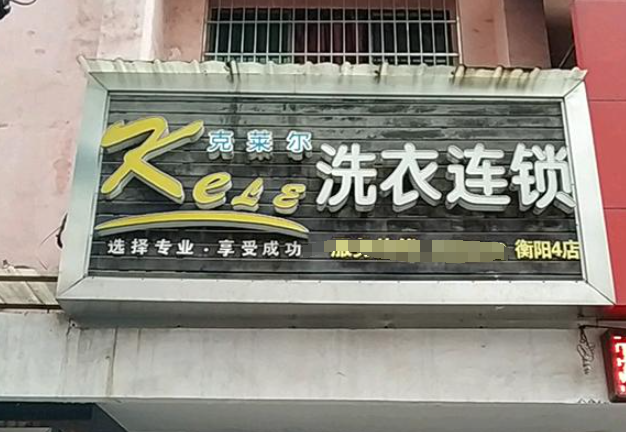 克莱尔
KeLE
洗衣连锁
选择专业·享受成功
衡阳4店